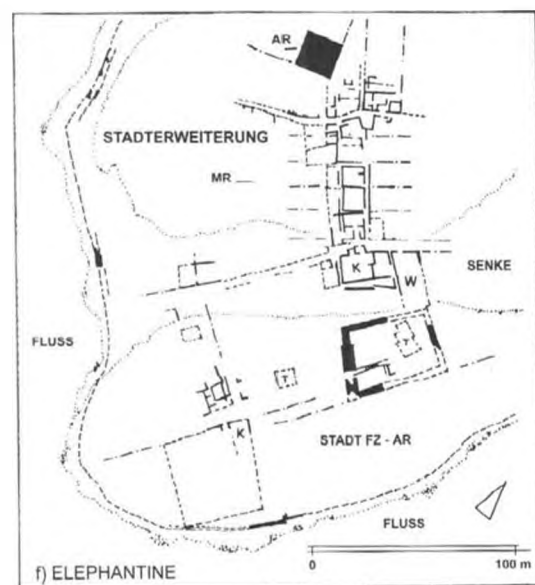 AR
STADTERWEITERUNG
MR
SENKE
K
W
FLUSS
T
T
L
L
K
STADT FZ - AR
FLUSS
f) ELEPHANTINE
0 100 m